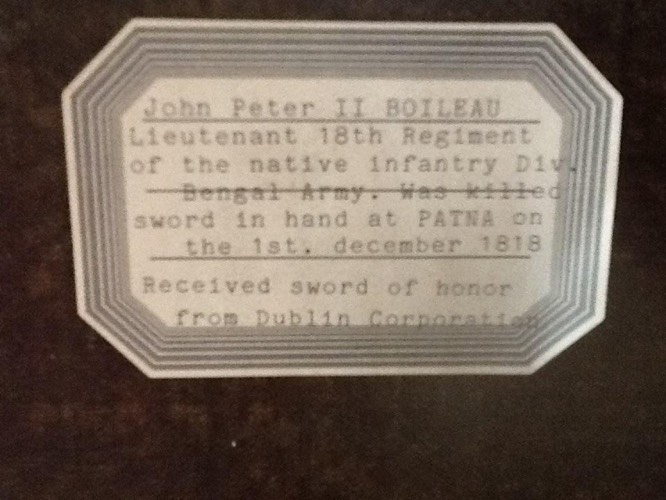 John Peter II BOILEAU
Lieutenant 18th Regiment
of the native infantry Div.
Bengal Army. Was killed
sword in hand at PATNA on
the 1st. december 1818
Received sword of honor
from Dublin Corporation